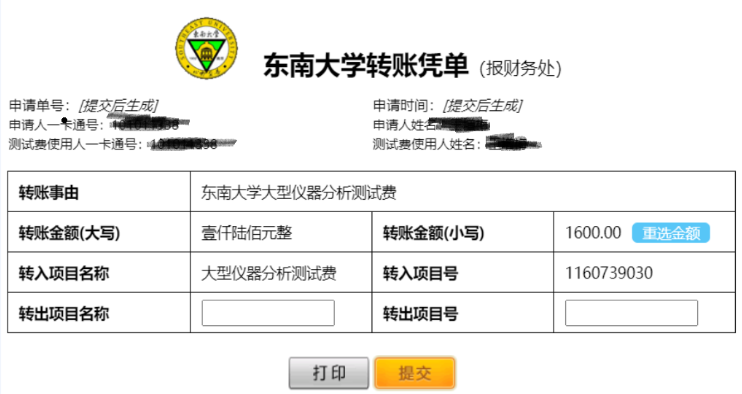 SOUTHEAST UNIVERSITY
东南大学转账凭单 (报财务处)
申请单号：[提交后生成] 申请时间：[提交后生成]
申请人一卡通号： 申请人姓名
测试费使用人一卡通号： 测试费使用人姓名：
转账事由 东南大学大型仪器分析测试费
转账金额(大写) 壹仟陆佰元整 转账金额(小写) 1600.00 重选金额
转入项目名称 大型仪器分析测试费 转入项目号 1160739030
转出项目名称 转出项目号
打印 提交